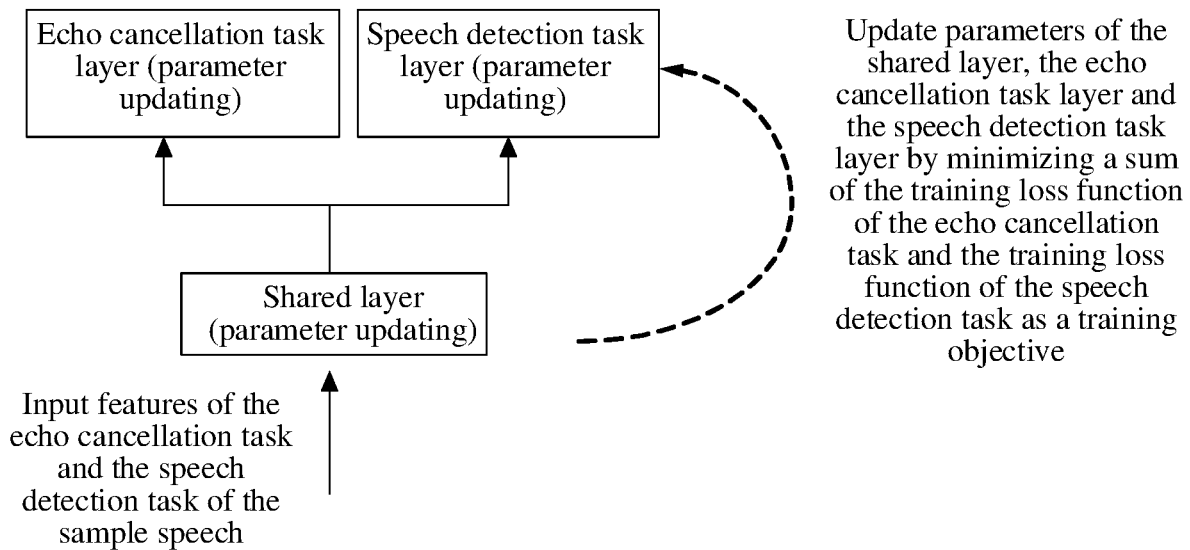 Echo cancellation task
layer (parameter
updating)
Speech detection task
layer (parameter
updating)
Update parameters of the
shared layer, the echo
cancellation task layer and
the speech detection task
layer by minimizing a sum
of the training loss function
of the echo cancellation
task and the training loss
function of the speech
detection task as a training
objective
Shared layer
(parameter updating)
Input features of the
echo cancellation task
and the speech
detection task of the
sample speech